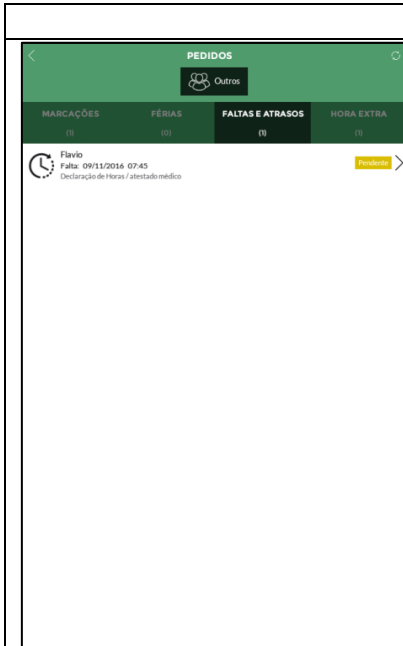 PEDIDOS
Outros
MARCAÇÕES FÉRIAS FALTAS E ATRASOS HORA EXTRA
(1) (0) (1) (1)
Flavio
Falta: 09/11/2016 07:45
Declaração de Horas / atestado médico
Pendente